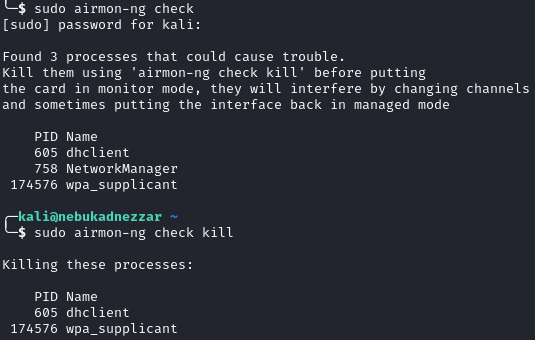 └─$ sudo airmon-ng check
[sudo] password for kali:
Found 3 processes that could cause trouble.
Kill them using 'airmon-ng check kill' before putting
the card in monitor mode, they will interfere by changing channels
and sometimes putting the interface back in managed mode
PID Name
605 dhclient
758 NetworkManager
174576 wpa_supplicant
┌─kali@nebukadnezzar ~
└─$ sudo airmon-ng check kill
Killing these processes:
PID Name
605 dhclient
174576 wpa_supplicant